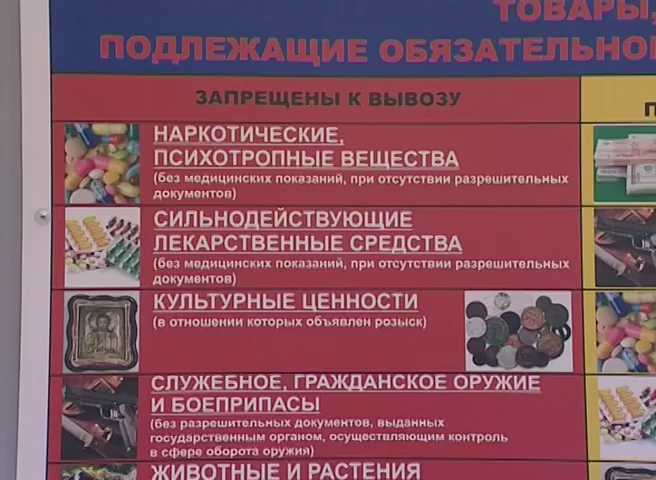 ТОВАРЫ,
ПОДЛЕЖАЩИЕ
ЗАПРЕЩЕНЫ К ВЫВОЗУ
НАРКОТИЧЕСКИЕ,
ПСИХОТРОПНЫЕ ВЕЩЕСТВА
(без медицинских показаний, при отсутствии разрешительных
документов)
СИЛЬНОДЕЙСТВУЮЩИЕ
ЛЕКАРСТВЕННЫЕ СРЕДСТВА
(без медицинских показаний, при отсутствии разрешительных
документов)
КУЛЬТУРНЫЕ ЦЕННОСТИ
(в отношении которых объявлен розыск)
СЛУЖЕБНОЕ, ГРАЖДАНСКОЕ ОРУЖИЕ
И БОЕПРИПАСЫ
(без разрешительных документов, выданных
государственным органом, осуществляющим контроль
в сфере оборота оружия)
ЖИВОТНЫЕ И РАСТЕНИЯ